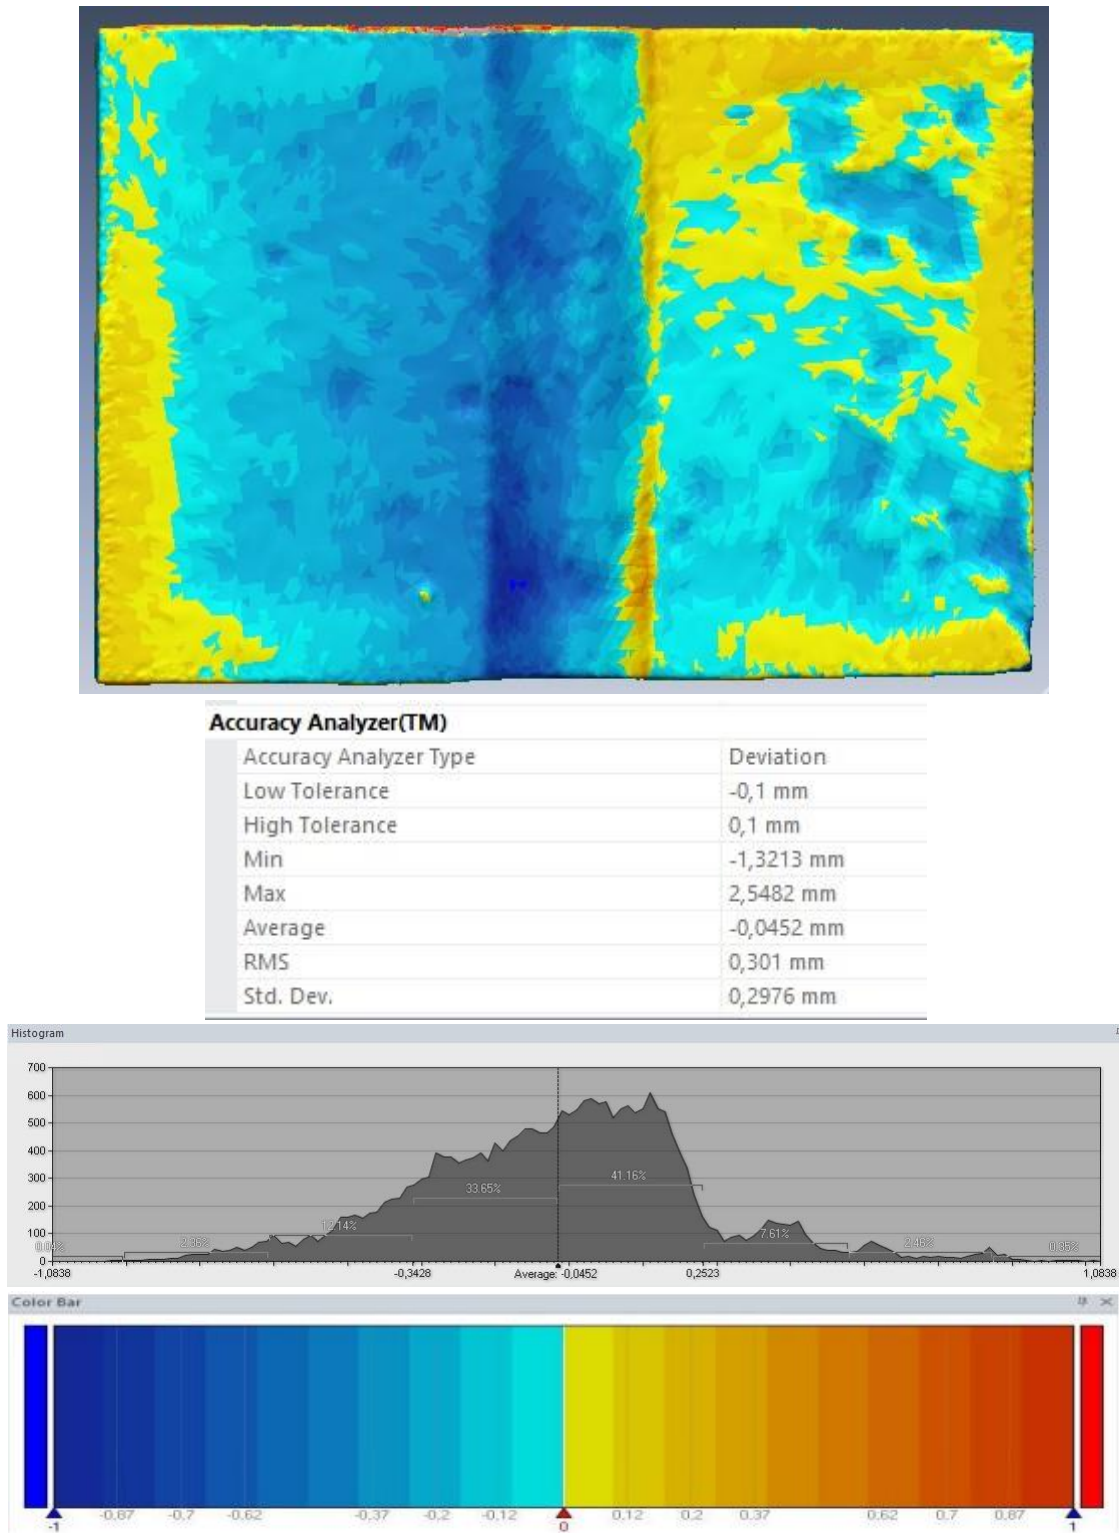 Accuracy Analyzer(TM)
Accuracy Analyzer Type Deviation
Low Tolerance -0,1 mm
High Tolerance 0,1 mm
Min -1,3213 mm
Max 2,5482 mm
Average -0,0452 mm
RMS 0,301 mm
Std. Dev. 0,2976 mm
Histogram
700
600
500
400
300
200
100
0
41.16%
33.65%
12.14%
7.61%
2.36%
2.46%
0.35%
-1,0838 -0,3428 Average: -0,0452 0,2523 1,0838
Color Bar
-0,87 -0,7 -0,62 -0,37 -0,2 -0,12 0,12 0,2 0,37 0,62 0,7 0,87
-1 0 1